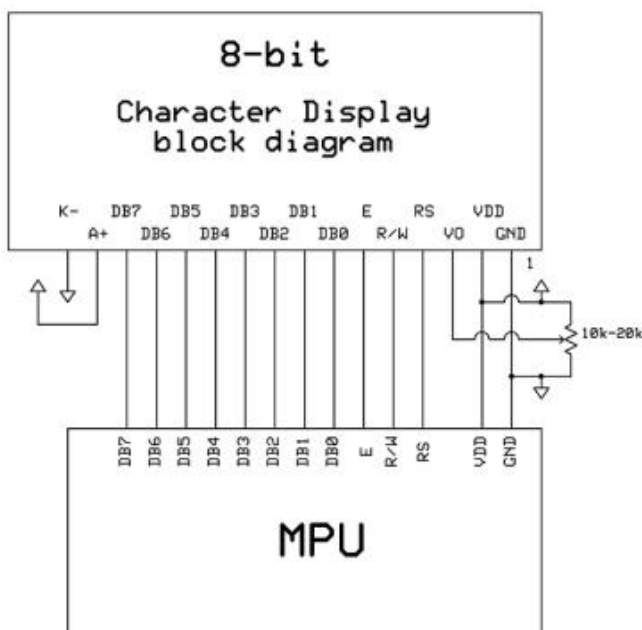 8-bit
Character Display
block diagram
K- DB7 DB5 DB3 DB1 E RS VDD
A+ DB6 DB4 DB2 DB0 R/W VO GND
1
10k-20k
DB7 DB6 DB5 DB4 DB3 DB2 DB1 DB0 E R/W RS VDD GND
MPU